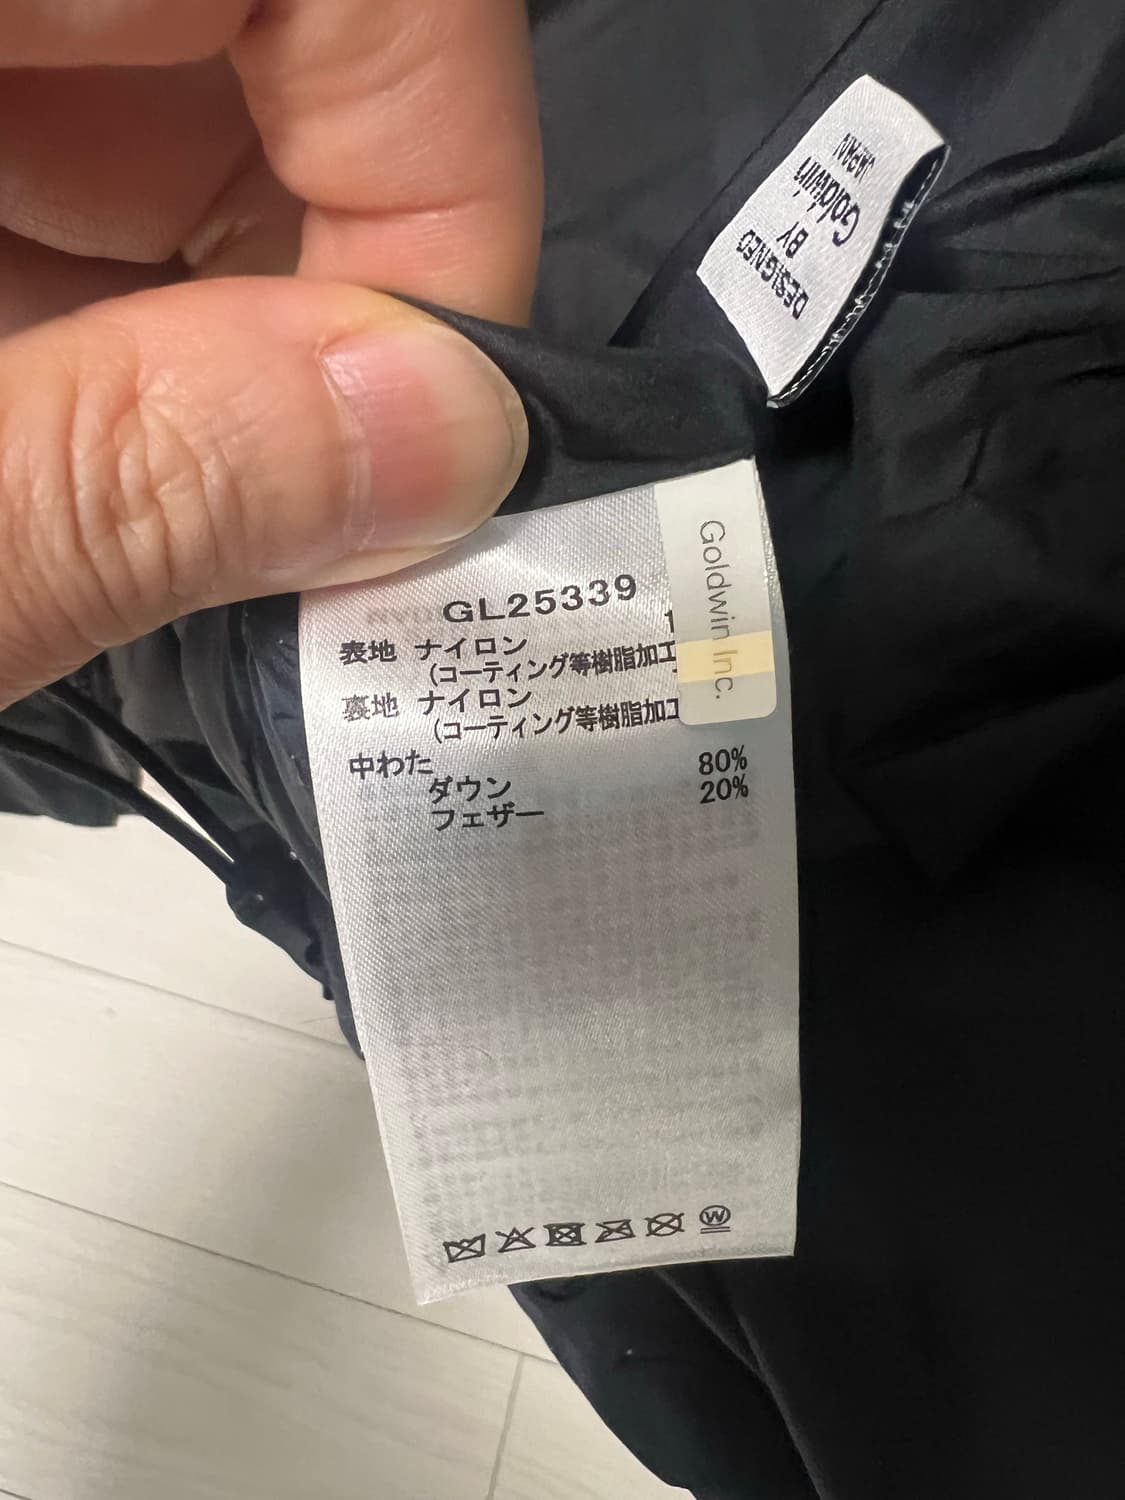 DESIGNED
BY
Goldwin
JAPAN
Goldwin Inc.
GL25339
表地 ナイロン
(コーティング等樹脂加工
裏地 ナイロン
(コーティング等樹脂加工
中わた
ダウン 80%
フェザー 20%
W